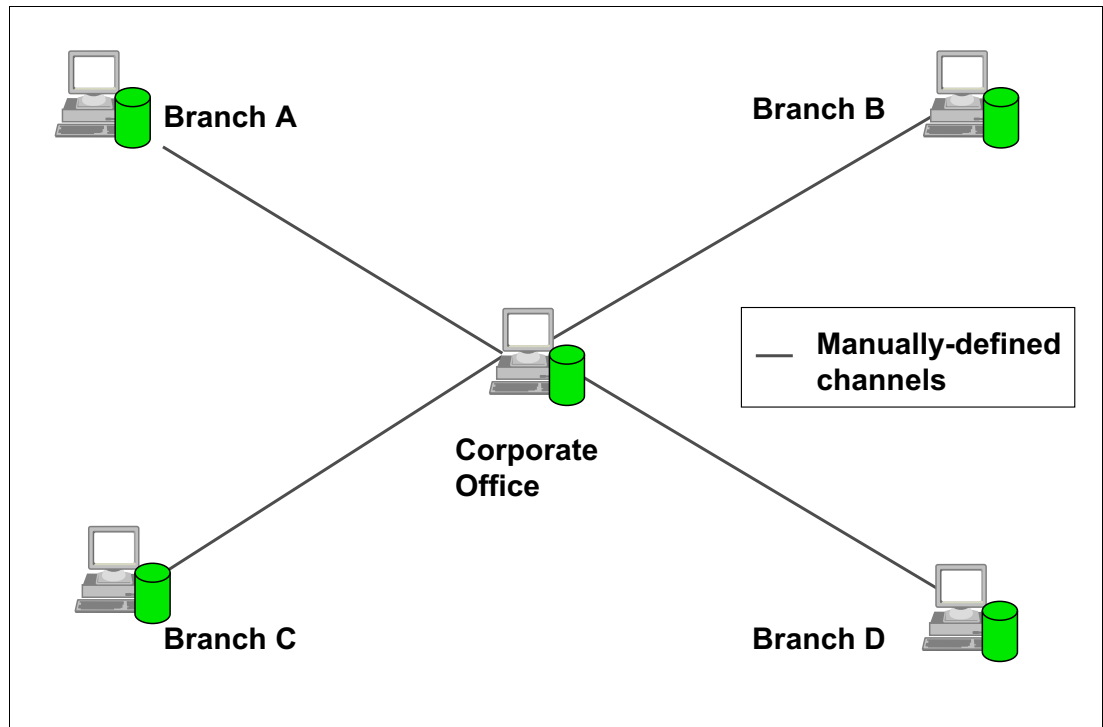 Branch A
Branch B
Manually-defined
channels
Corporate
Office
Branch C
Branch D